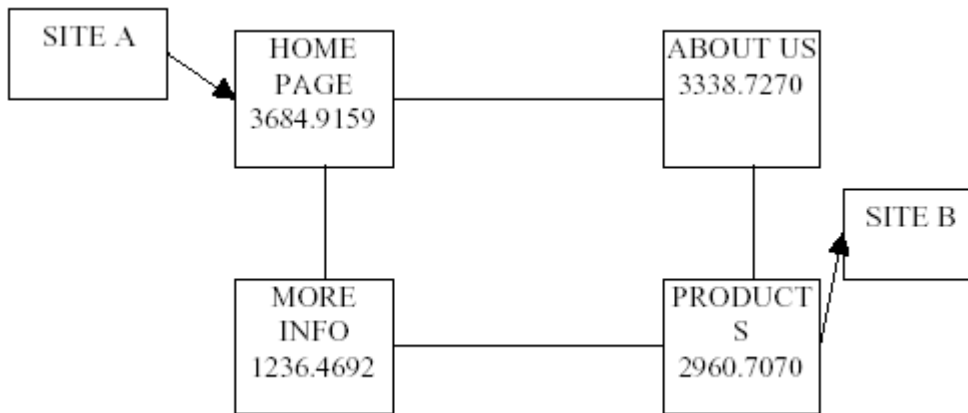 SITE A
HOME
PAGE
3684.9159
ABOUT US
3338.7270
SITE B
MORE
INFO
1236.4692
PRODUCT
S
2960.7070